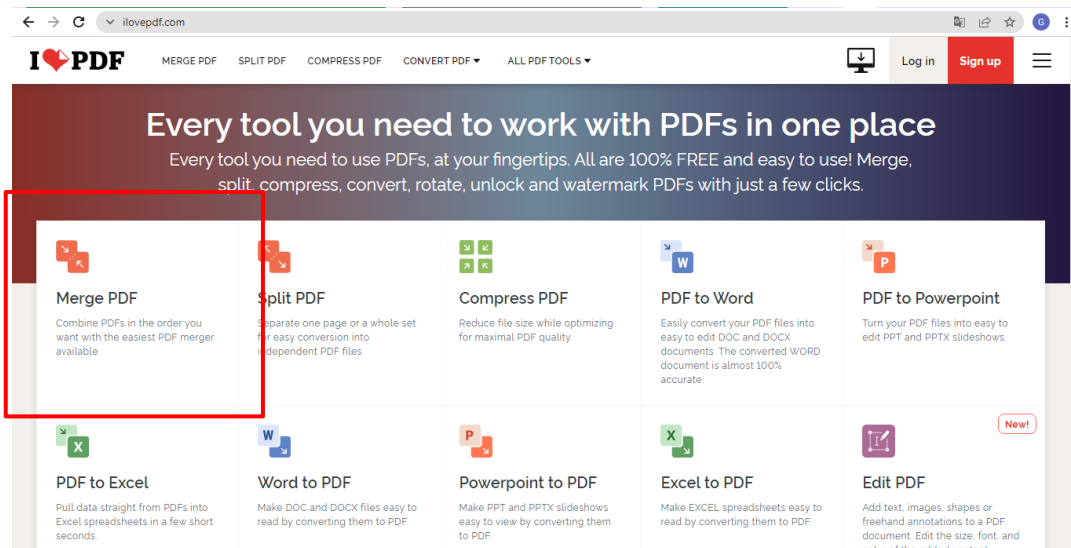 ilovepdf.com
G
I PDF
MERGE PDF SPLIT PDF COMPRESS PDF CONVERT PDF ALL PDF TOOLS
Log in
Sign up
Every tool you need to work with PDFs in one place
Every tool you need to use PDFs, at your fingertips. All are 100% FREE and easy to use! Merge,
split, compress, convert, rotate, unlock and watermark PDFs with just a few clicks.
Merge PDF
Combine PDFs in the order you
want with the easiest PDF merger
available.
Split PDF
Separate one page or a whole set
for easy conversion into
independent PDF files.
Compress PDF
Reduce file size while optimizing
for maximal PDF quality.
W
PDF to Word
Easily convert your PDF files into
easy to edit DOC and DOCX
documents. The converted WORD
document is almost 100%
accurate.
P
PDF to Powerpoint
Turn your PDF files into easy to
edit PPT and PPTX slideshows.
X
PDF to Excel
Pull data straight from PDFs into
Excel spreadsheets in a few short
seconds.
W
Word to PDF
Make DOC and DOCX files easy to
read by converting them to PDF.
P
Powerpoint to PDF
Make PPT and PPTX slideshows
easy to view by converting them
to PDF.
X
Excel to PDF
Make EXCEL spreadsheets easy to
read by converting them to PDF.
New!
Edit PDF
Add text, images, shapes or
freehand annotations to a PDF
document. Edit the size, font, and